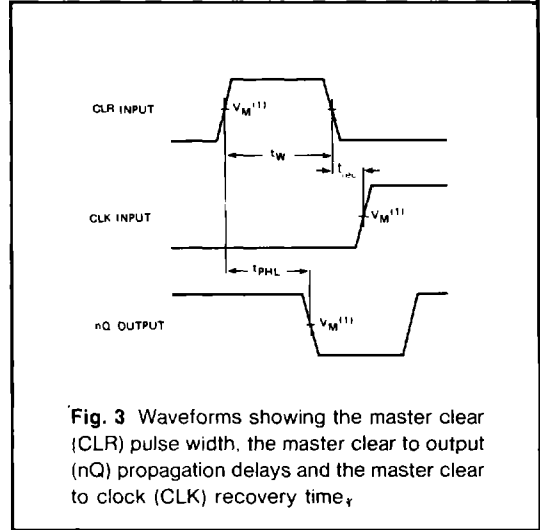 CLR INPUT
V_M^(1)
t_W
t_rec
CLK INPUT
V_M^(1)
t_PHL
nQ OUTPUT
V_M^(1)
Fig. 3 Waveforms showing the master clear
(CLR) pulse width, the master clear to output
(nQ) propagation delays and the master clear
to clock (CLK) recovery time.